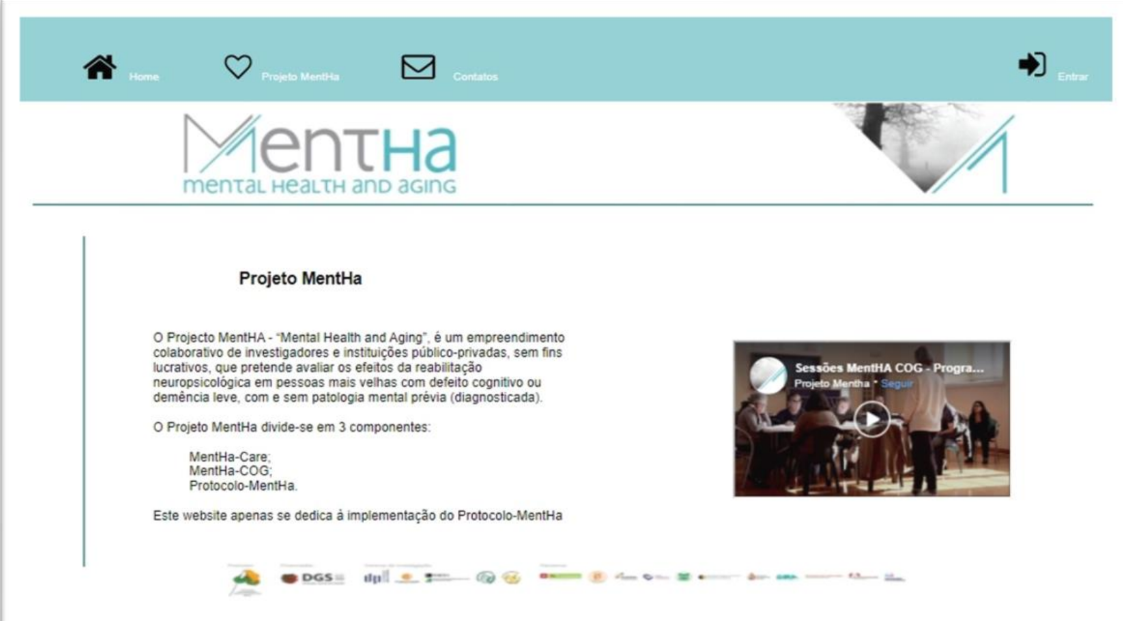 Home
Projeto MentHa
Contatos
Entrar
MentHa
mental Health and aging
Projeto MentHa
O Projecto MentHA - “Mental Health and Aging”, é um empreendimento
colaborativo de investigadores e instituições público-privadas, sem fins
lucrativos, que pretende avaliar os efeitos da reabilitação
neuropsicológica em pessoas mais velhas com defeito cognitivo ou
demência leve, com e sem patologia mental prévia (diagnosticada).
O Projeto MentHa divide-se em 3 componentes:
MentHa-Care;
MentHa-COG;
Protocolo-MentHa.
Este website apenas se dedica á implementação do Protocolo-MentHa
Sessões MentHA COG - Progra...
Projeto Mentha · Seguir
DGS